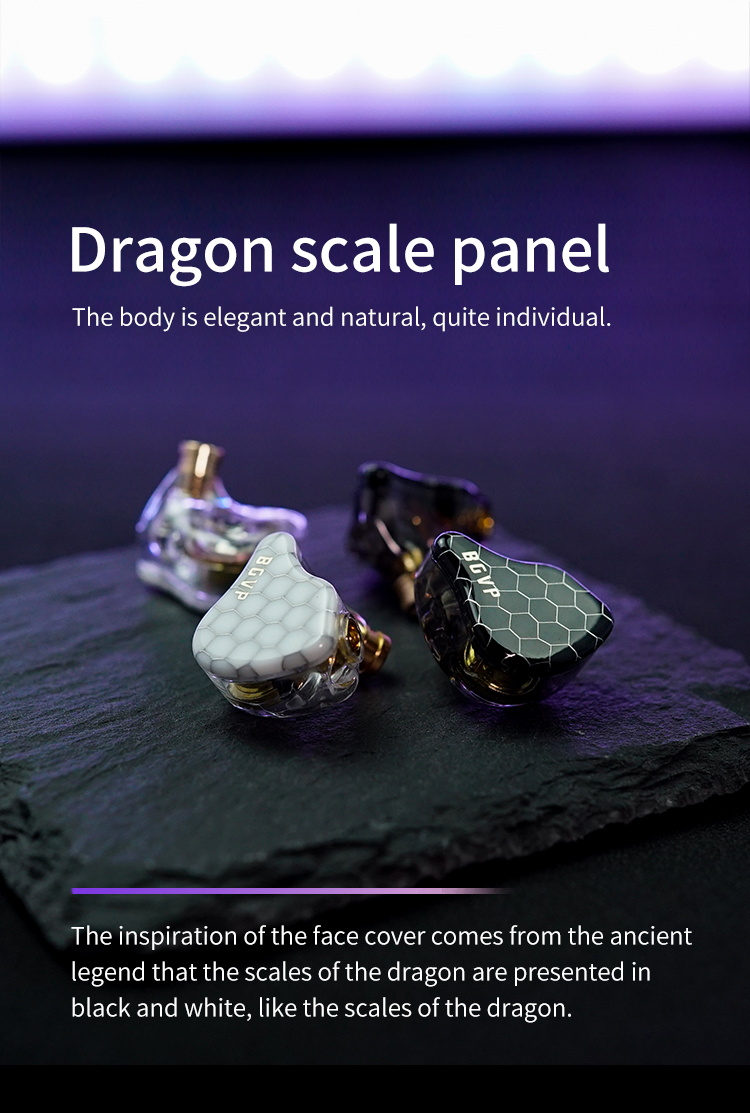 Dragon scale panel
The body is elegant and natural, quite individual.
BGVP
BGVP
The inspiration of the face cover comes from the ancient
legend that the scales of the dragon are presented in
black and white, like the scales of the dragon.